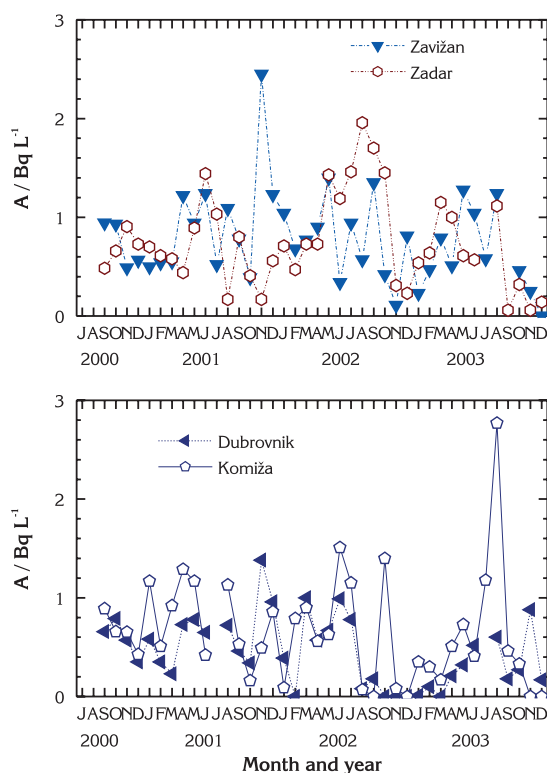 3
Zavižan
Zadar
2
A / Bq L-1
1
0
JASONDJFMAMJJASONDJFMAMJJASONDJFMAMJJASOND
2000 2001 2002 2003
3
Dubrovnik
Komiža
2
A / Bq L-1
1
0
JASONDJFMAMJJASONDJFMAMJJASONDJFMAMJJASOND
2000 2001 2002 2003
Month and year